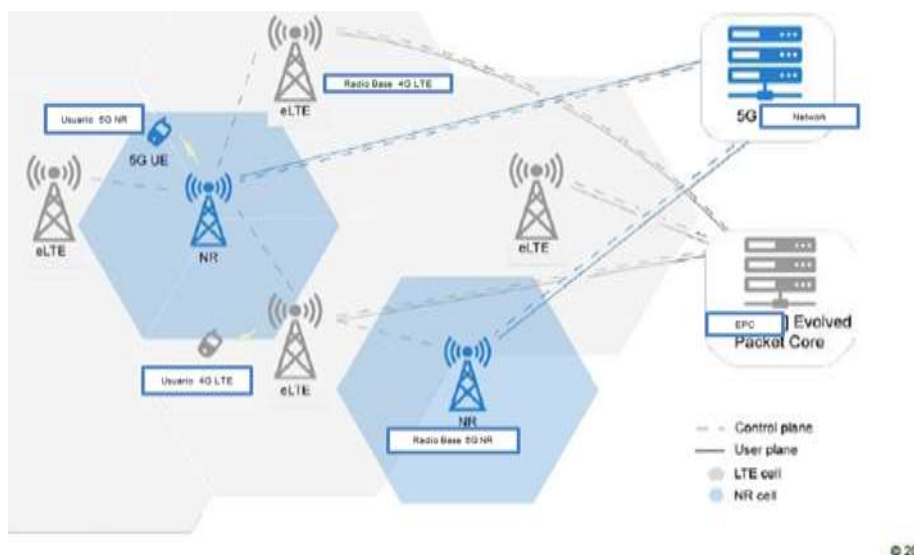 eLTE
Radio Base 4G LTE
Usuario 5G NR
5G UE
5G
Network
eLTE
NR
eLTE
EPC
] Evolved
Packet Core
Usuario 4G LTE
eLTE
NR
Radio Base 5G NR
Control plane
User plane
LTE cell
NR cell
© 20